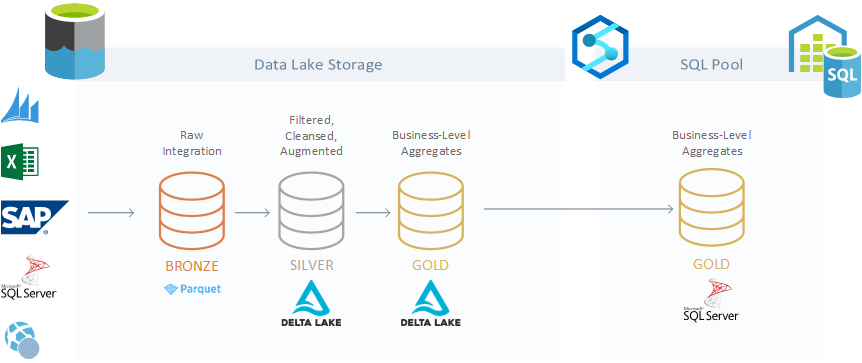 Data Lake Storage
SQL Pool
SQL
Raw
Integration
Filtered,
Cleansed,
Augmented
Business-Level
Aggregates
Business-Level
Aggregates
X
SAP
Microsoft
SQL Server
BRONZE
SILVER
GOLD
GOLD
Parquet
DELTA LAKE
DELTA LAKE
Microsoft
SQL Server